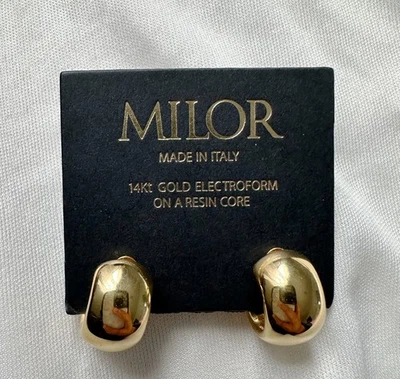 MILOR
MADE IN ITALY
14Kt GOLD ELECTROFORM
ON A RESIN CORE